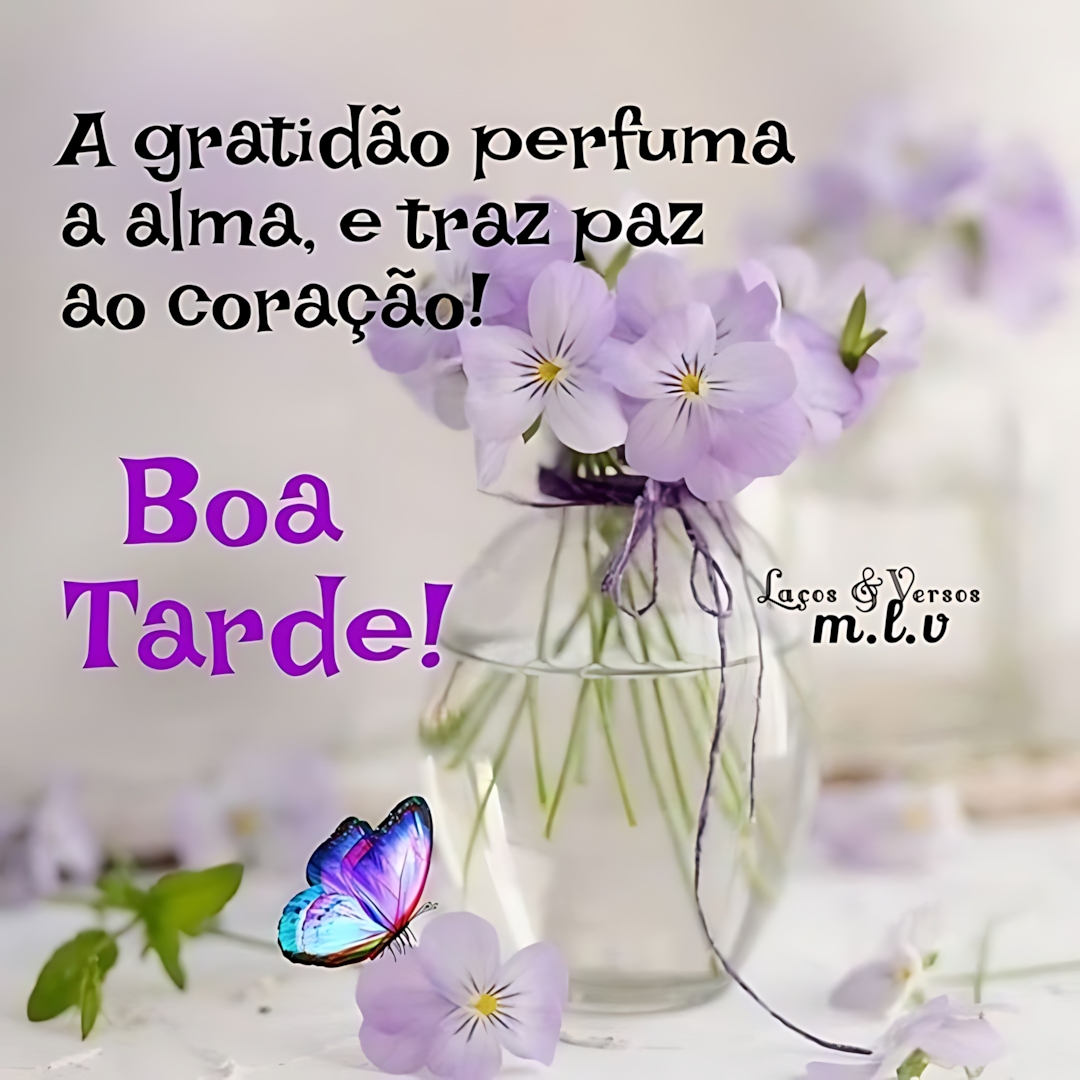 A gratidão perfuma
a alma, e traz paz
ao coração!
Boa
Tarde!
Laços & Versos
m.l.v